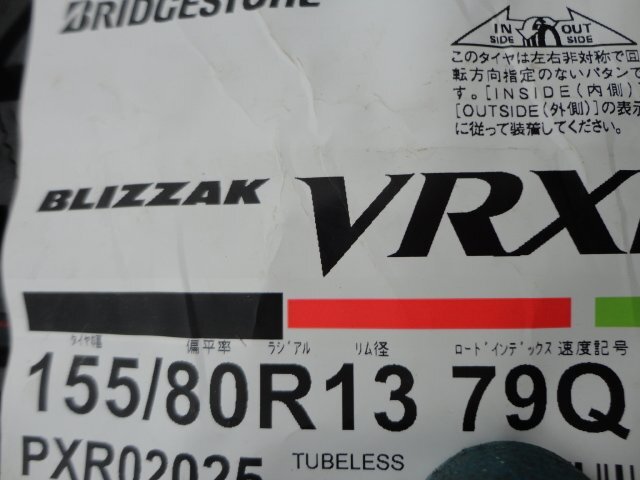 BRIDGESTONE
IN OUT
SIDE SIDE
このタイヤは左右非対称で回
転方向指定のないパタンで
す。[INSIDE(内側)
[OUTSIDE(外側)]の表示
に従って装着してください。
BLIZZAK VRX
タイヤ幅 偏平率 ラジアル リム径 ロードインデックス 速度記号
155/80R13 79Q
PXR02025 TUBELESS